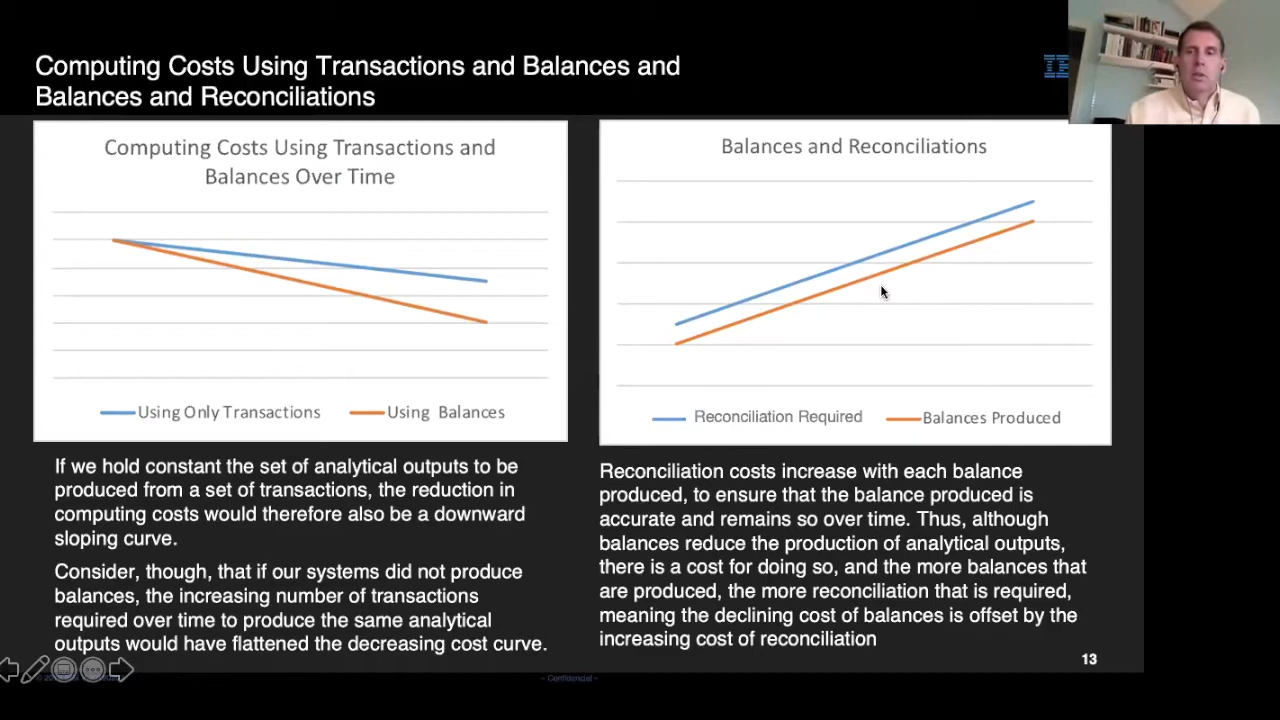 Computing Costs Using Transactions and Balances and
Balances and Reconciliations
Computing Costs Using Transactions and
Balances Over Time
Using Only Transactions
Using Balances
Balances and Reconciliations
Reconciliation Required
Balances Produced
If we hold constant the set of analytical outputs to be
produced from a set of transactions, the reduction in
computing costs would therefore also be a downward
sloping curve.
Consider, though, that if our systems did not produce
balances, the increasing number of transactions
required over time to produce the same analytical
outputs would have flattened the decreasing cost curve.
Reconciliation costs increase with each balance
produced, to ensure that the balance produced is
accurate and remains so over time. Thus, although
balances reduce the production of analytical outputs,
there is a cost for doing so, and the more balances that
are produced, the more reconciliation that is required,
meaning the declining cost of balances is offset by the
increasing cost of reconciliation
13
– Confidential –